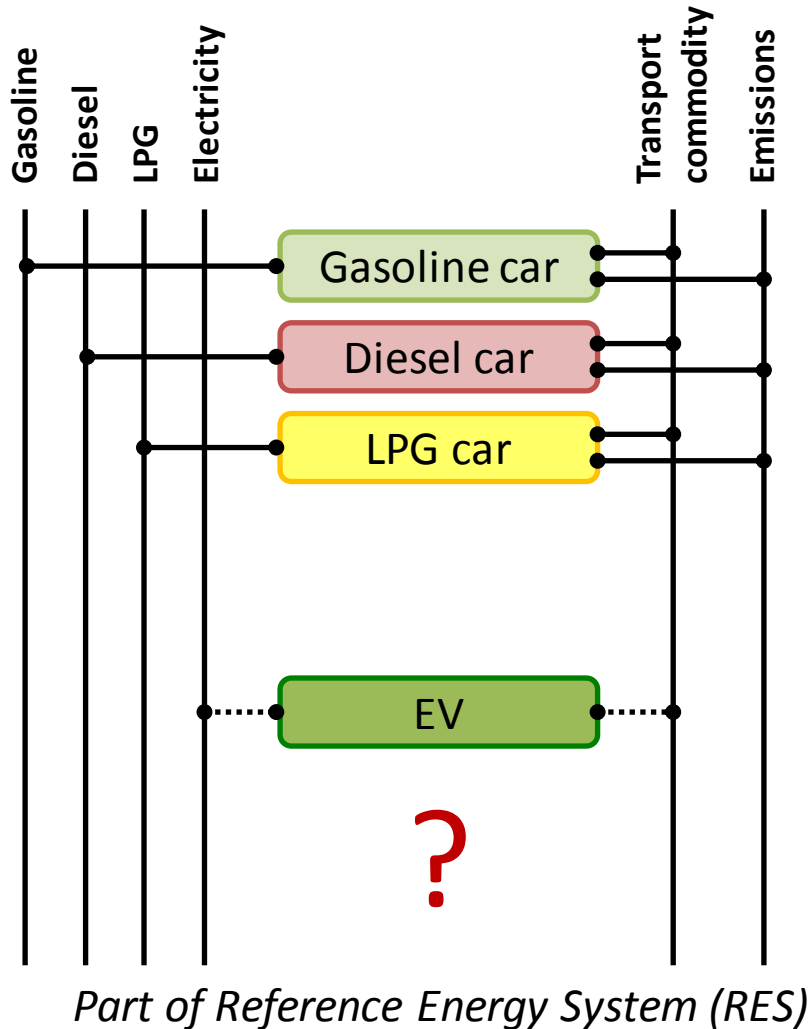 Gasoline
Diesel
LPG
Electricity
Transport
commodity
Emissions
Gasoline car
Diesel car
LPG car
EV
?
Part of Reference Energy System (RES)